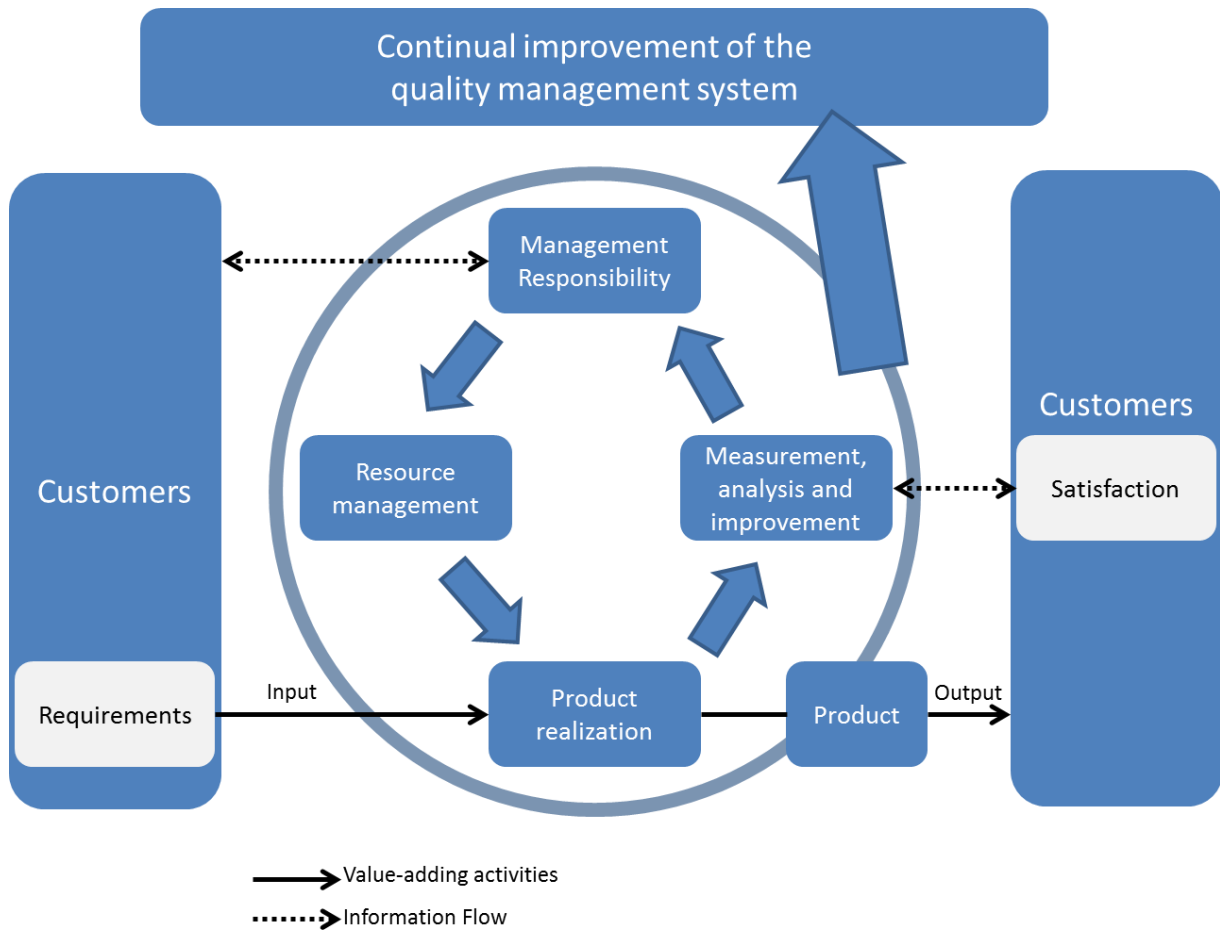 Continual improvement of the
quality management system
Management
Responsibility
Customers
Resource
management
Measurement,
analysis and
improvement
Satisfaction
Customers
Requirements
Input
Product
realization
Product
Output
Value-adding activities
Information Flow